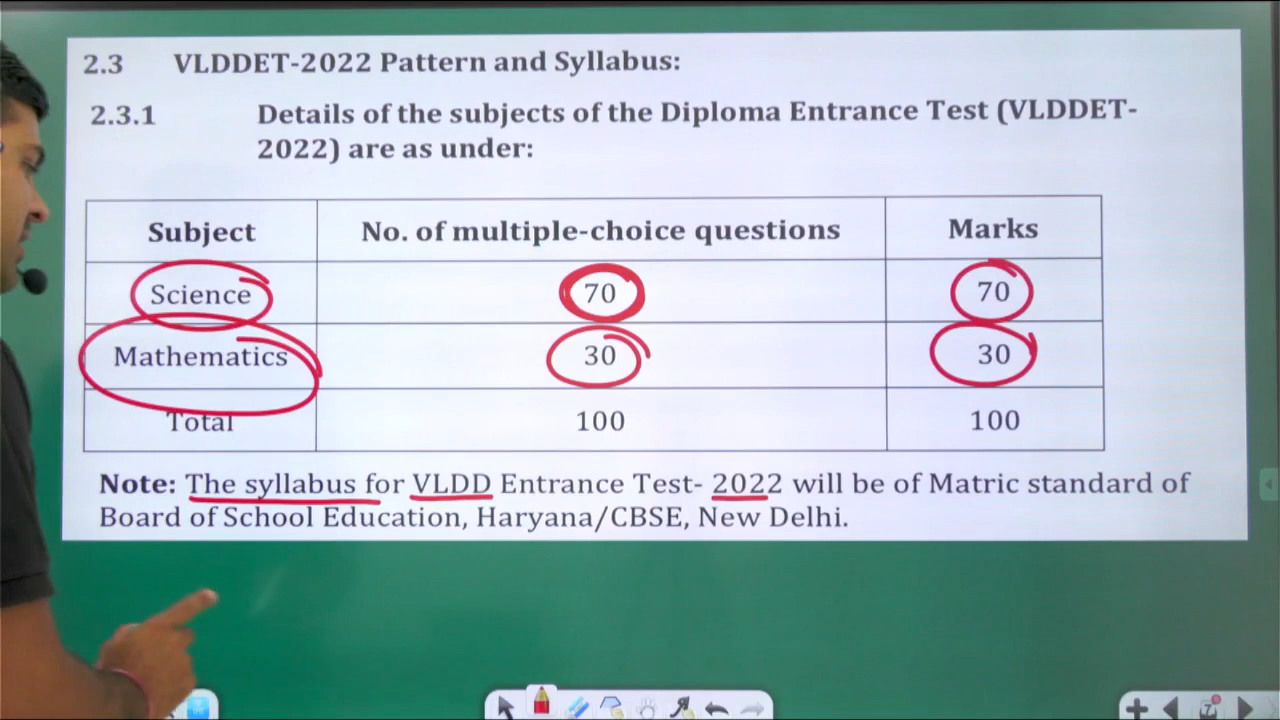 2.3 VLDDET-2022 Pattern and Syllabus:
2.3.1 Details of the subjects of the Diploma Entrance Test (VLDDET-
2022) are as under:
Subject No. of multiple-choice questions Marks
Science 70 70
Mathematics 30 30
Total 100 100
Note: The syllabus for VLDD Entrance Test- 2022 will be of Matric standard of
Board of School Education, Haryana/CBSE, New Delhi.